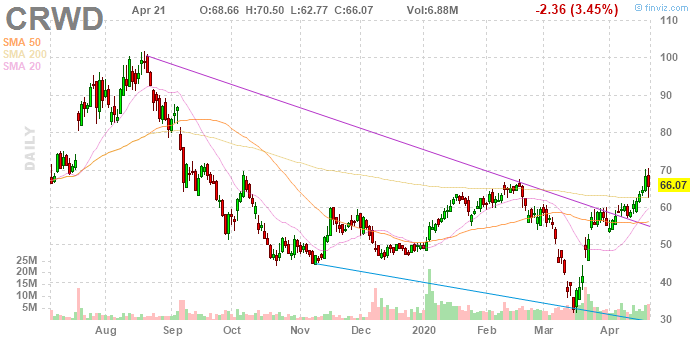 CRWD
Apr 21 O:68.66 H:70.50 L:62.77 C:66.07 Vol:6.88M
© finviz.com
-2.36 (3.45%)
SMA 50
SMA 200
SMA 20
DAILY
110
100
90
80
70
66.07
60
50
40
30
25M
20M
15M
10M
5M
Aug Sep Oct Nov Dec 2020 Feb Mar Apr